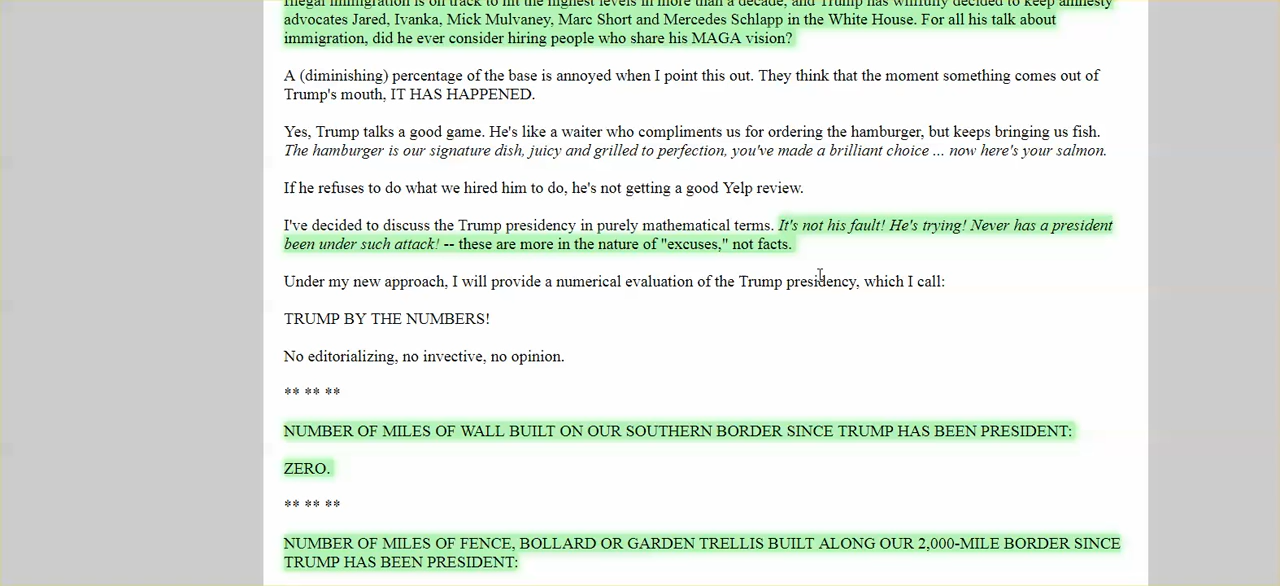 Illegal immigration is on track to hit the highest levels in more than a decade, and Trump has willfully decided to keep amnesty
advocates Jared, Ivanka, Mick Mulvaney, Marc Short and Mercedes Schlapp in the White House. For all his talk about
immigration, did he ever consider hiring people who share his MAGA vision?
A (diminishing) percentage of the base is annoyed when I point this out. They think that the moment something comes out of
Trump's mouth, IT HAS HAPPENED.
Yes, Trump talks a good game. He's like a waiter who compliments us for ordering the hamburger, but keeps bringing us fish.
The hamburger is our signature dish, juicy and grilled to perfection, you've made a brilliant choice ... now here's your salmon.
If he refuses to do what we hired him to do, he's not getting a good Yelp review.
I've decided to discuss the Trump presidency in purely mathematical terms. It's not his fault! He's trying! Never has a president
been under such attack! -- these are more in the nature of "excuses," not facts.
Under my new approach, I will provide a numerical evaluation of the Trump presidency, which I call:
TRUMP BY THE NUMBERS!
No editorializing, no invective, no opinion.
** ** **
NUMBER OF MILES OF WALL BUILT ON OUR SOUTHERN BORDER SINCE TRUMP HAS BEEN PRESIDENT:
ZERO.
** ** **
NUMBER OF MILES OF FENCE, BOLLARD OR GARDEN TRELLIS BUILT ALONG OUR 2,000-MILE BORDER SINCE
TRUMP HAS BEEN PRESIDENT: